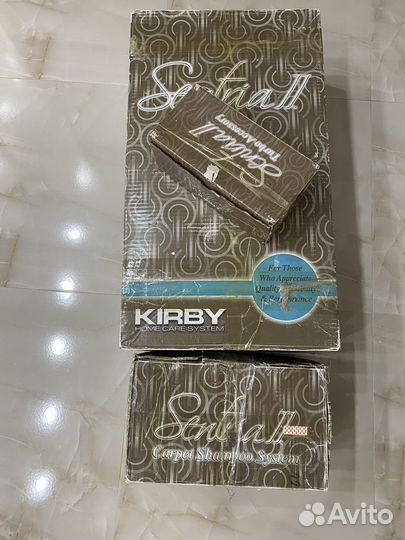 Sentria II
Sentria II
Turbo Accessory
For Those
Who Appreciate
Quality, Reliability
& Performance
KIRBY
HOME CARE SYSTEM
Sentria II
Carpet Shampoo System
Avito